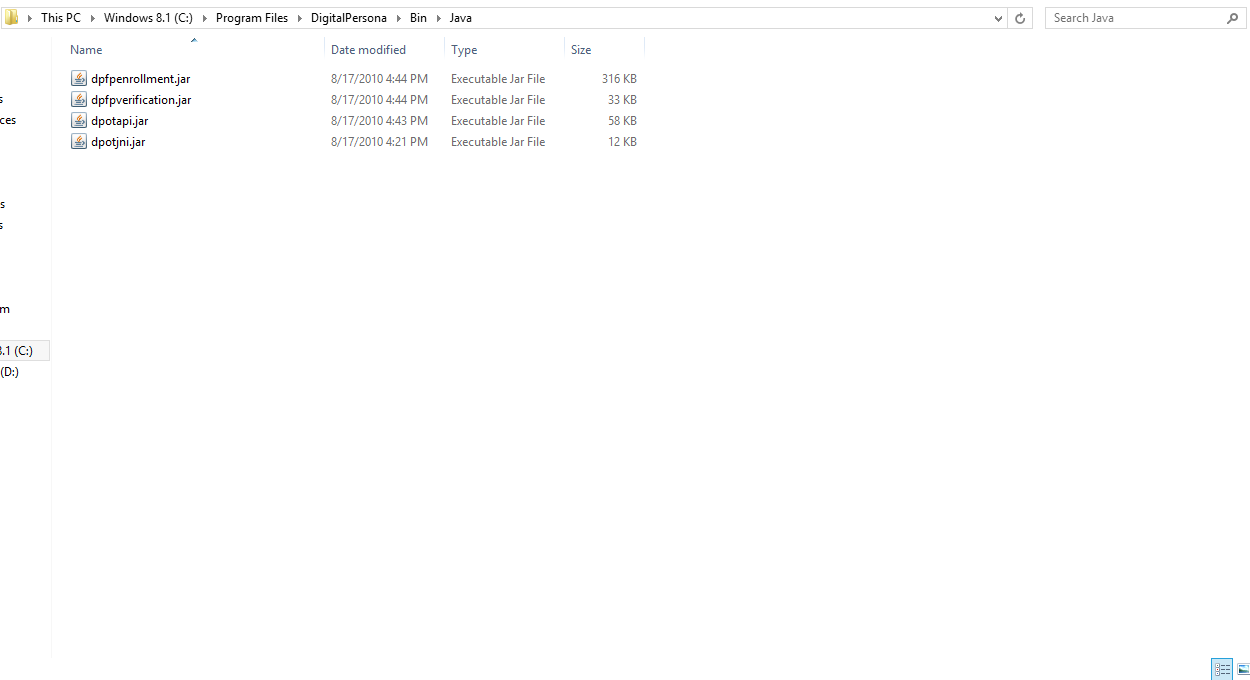 This PC Windows 8.1 (C:) Program Files DigitalPersona Bin Java Search Java
Name Date modified Type Size
dpfpenrollment.jar 8/17/2010 4:44 PM Executable Jar File 316 KB
s dpfpverification.jar 8/17/2010 4:44 PM Executable Jar File 33 KB
ces dpotapi.jar 8/17/2010 4:43 PM Executable Jar File 58 KB
dpotjni.jar 8/17/2010 4:21 PM Executable Jar File 12 KB
s
s
m
8.1 (C:)
(D:)